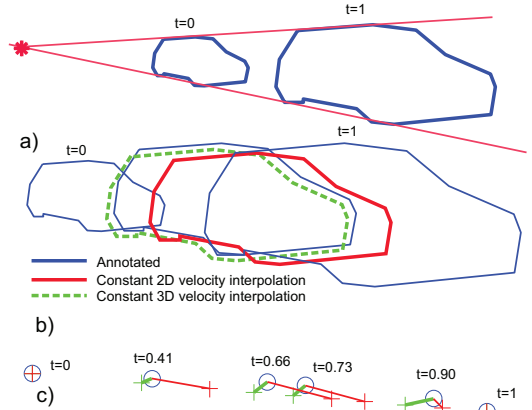 t=0
t=1
a)
t=0
t=1
Annotated
Constant 2D velocity interpolation
Constant 3D velocity interpolation
b)
t=0
t=0.41
t=0.66
t=0.73
t=0.90
t=1
c)